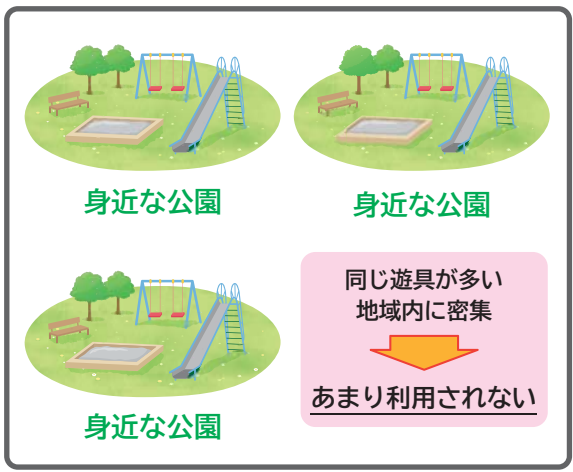 身近な公園
身近な公園
身近な公園
同じ遊具が多い
地域内に密集
あまり利用されない